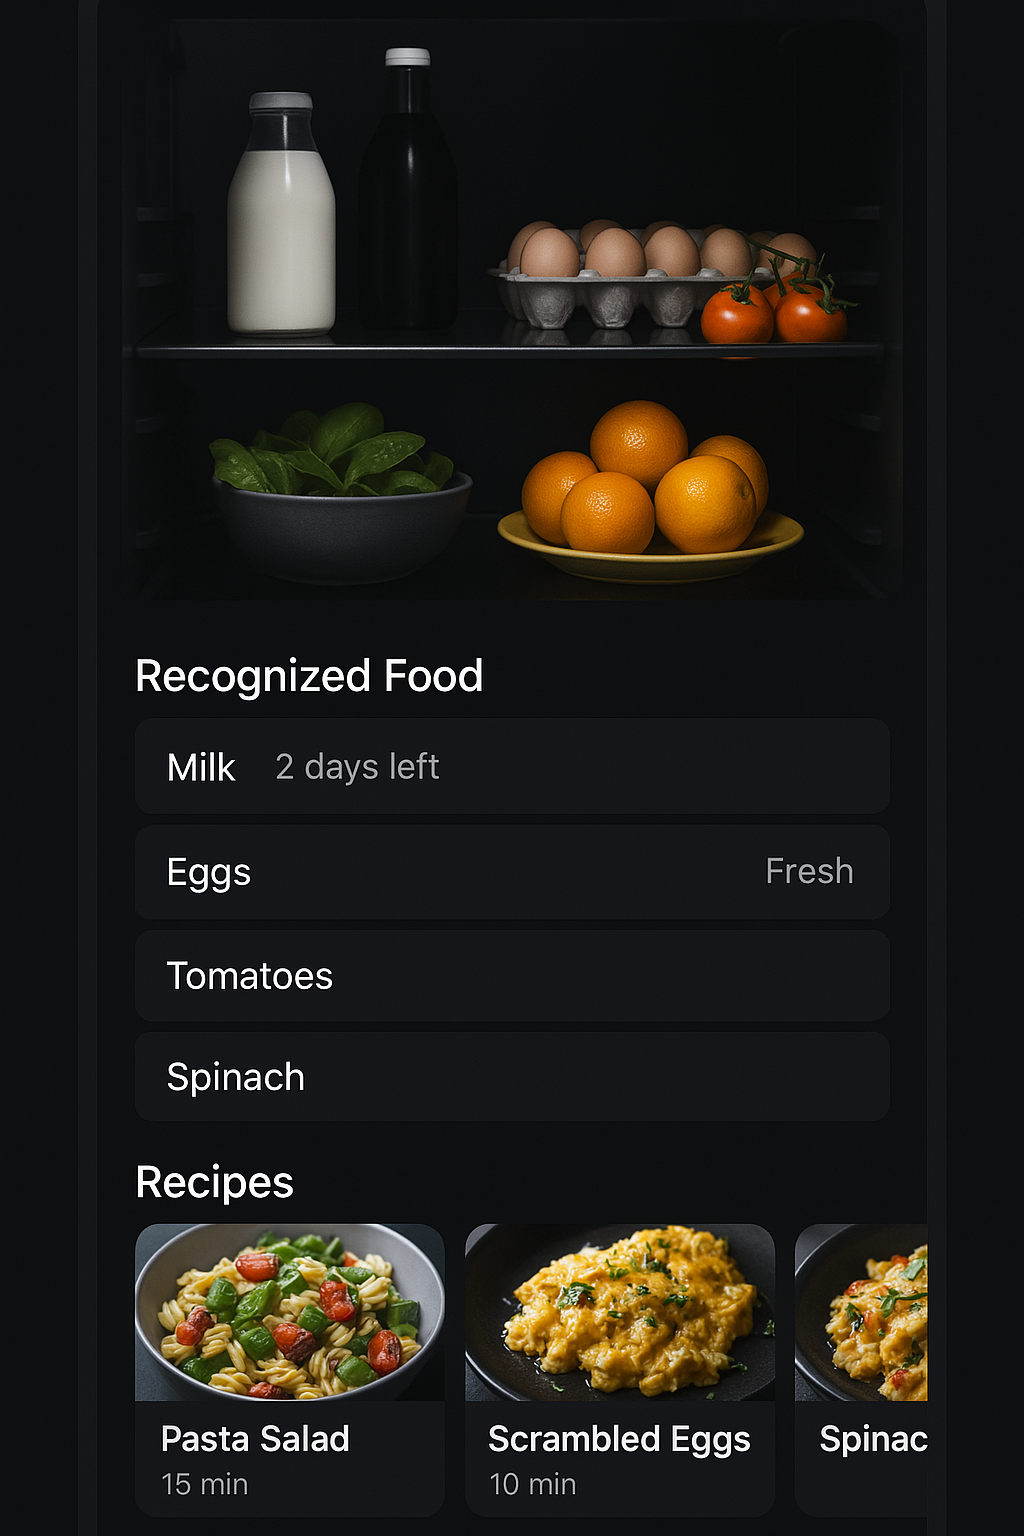 Recognized Food
Milk 2 days left
Eggs Fresh
Tomatoes
Spinach
Recipes
Pasta Salad
15 min
Scrambled Eggs
10 min
Spinac